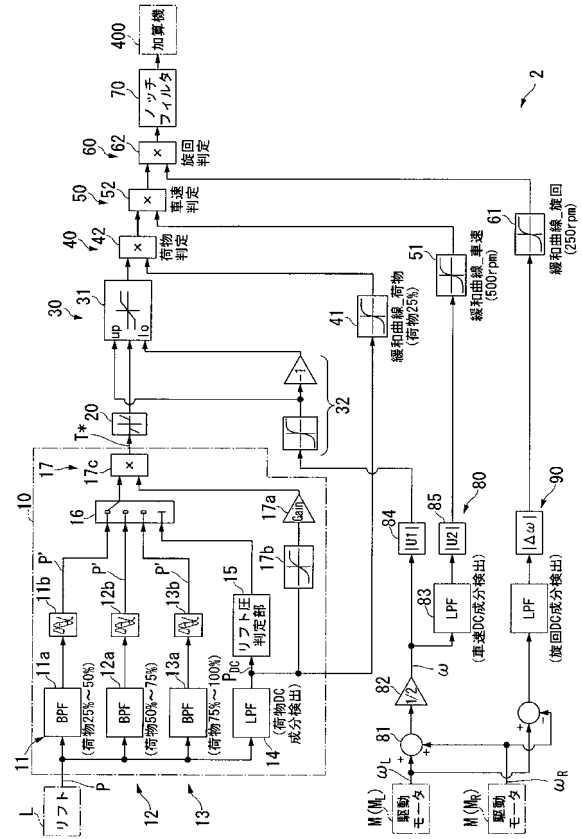 2
400
加算機
70
ノッチ
フィルタ
60
62
×
旋回
判定
50
52
×
車速
判定
40
42
×
荷物
判定
30
31
up
lo
20
T*
32
-1
41
緩和曲線_荷物
(荷物25%)
51
緩和曲線_車速
(500rpm)
61
緩和曲線_旋回
(250rpm)
10
17
17c
×
17a
Gain
17b
16
P'
P'
P'
11b
12b
13b
15
リフト圧
判定部
PDC
11
11a
BPF
(荷物25%~50%)
12
12a
BPF
(荷物50%~75%)
13
13a
BPF
(荷物75%~100%)
14
LPF
(荷物DC
成分検出)
L
リフト
P
84
|U1|
85
|U2|
80
83
LPF
(車速DC成分検出)
82
1/2
ω
81
+
+
90
|Δω|
LPF
(旋回DC成分検出)
+
-
ωL
ωR
M(ML)
駆動
モータ
M(MR)
駆動
モータ